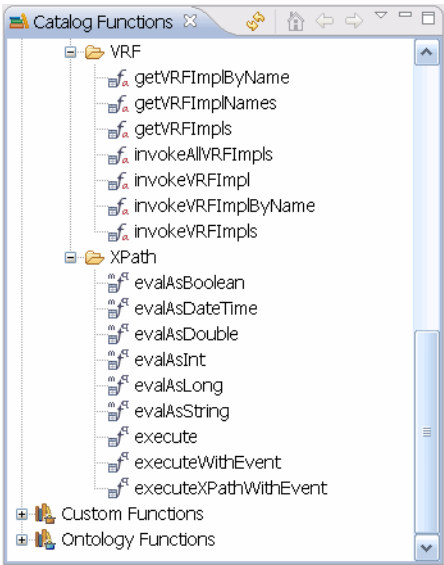 Catalog Functions
VRF
getVRFImplByName
getVRFImplNames
getVRFImpls
invokeAllVRFImpls
invokeVRFImpl
invokeVRFImplByName
invokeVRFImpls
XPath
evalAsBoolean
evalAsDateTime
evalAsDouble
evalAsInt
evalAsLong
evalAsString
execute
executeWithEvent
executeXPathWithEvent
Custom Functions
Ontology Functions